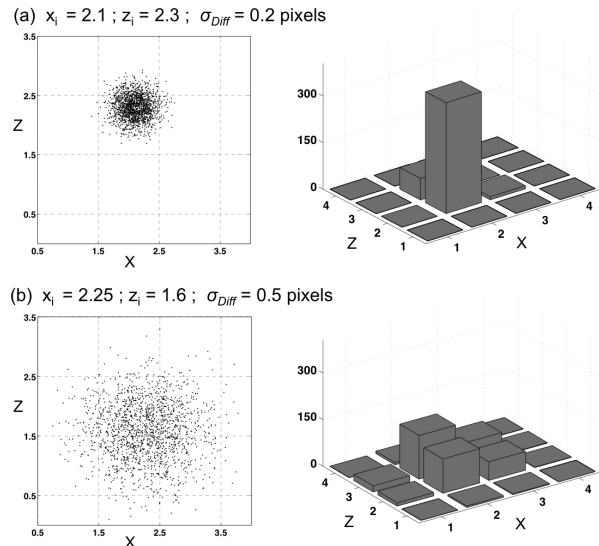 (a) xᵢ = 2.1 ; zᵢ = 2.3 ; σDiff = 0.2 pixels
3.5
2.5
Z
1.5
0.5
0.5 1.5 2.5 3.5
X
300
150
0
4 3 2 1
Z
1 2 3 4
X
(b) xᵢ = 2.25 ; zᵢ = 1.6 ; σDiff = 0.5 pixels
3.5
2.5
Z
1.5
0.5
0.5 1.5 2.5 3.5
X
300
150
0
4 3 2 1
Z
1 2 3 4
X